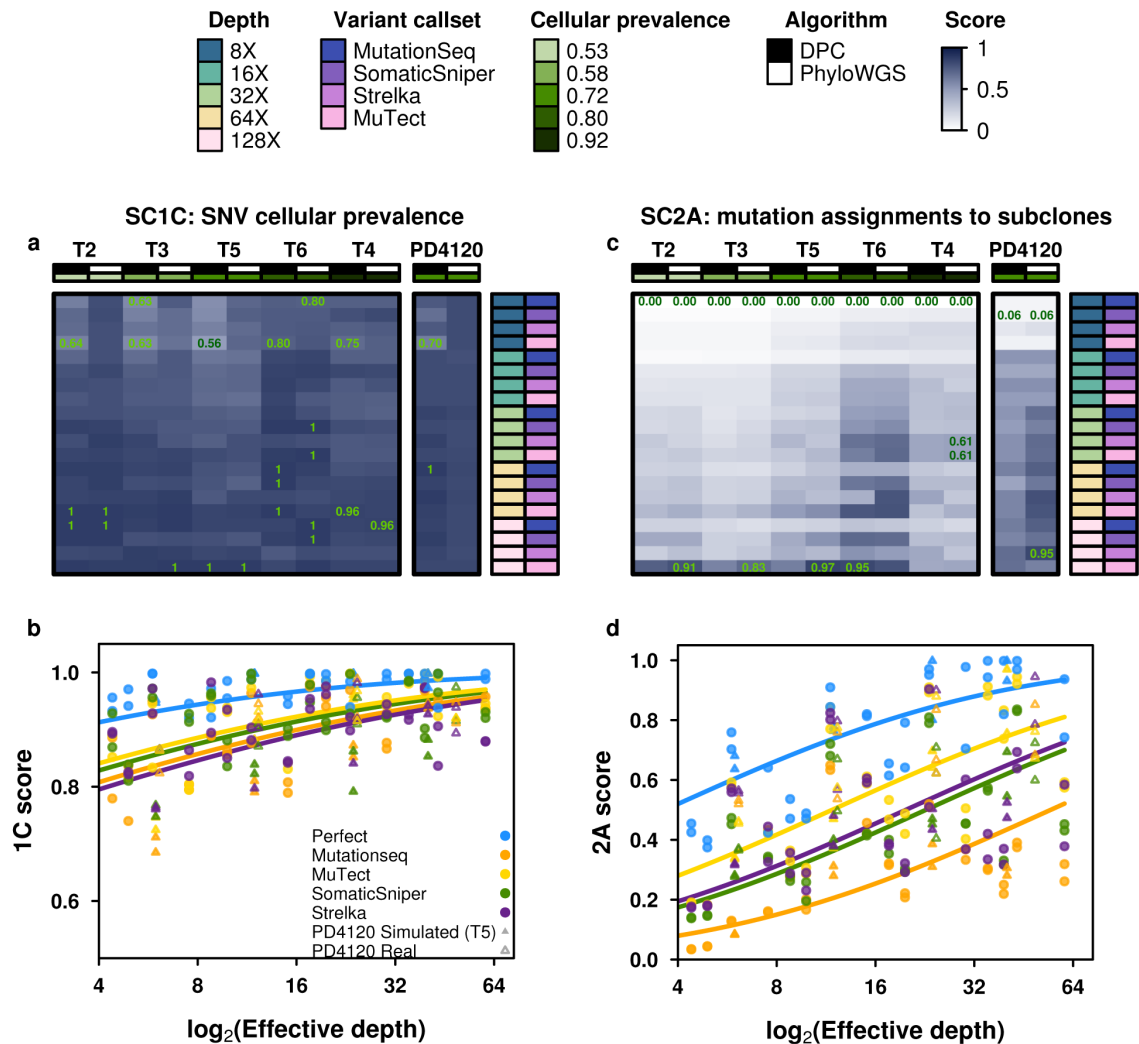 Depth Variant callset Cellular prevalence Algorithm Score
8X MutationSeq 0.53 DPC 1
16X SomaticSniper 0.58 PhyloWGS
32X Strelka 0.72 0.5
64X MuTect 0.80
128X 0.92 0
SC1C: SNV cellular prevalence
a
T2 T3 T5 T6 T4 PD4120
0.63 0.80
0.64 0.63 0.56 0.80 0.75 0.70
1
1
1 1
1
1 0.96
1 1
1 1 1 0.96
1
1 1 1
SC2A: mutation assignments to subclones
c
T2 T3 T5 T6 T4 PD4120
0.00 0.00 0.00 0.00 0.00 0.00 0.00 0.00 0.00 0.00
0.06 0.06
0.61
0.61
0.95
0.91 0.83 0.97 0.95
b
1C score
1.0
0.8
0.6
Perfect
Mutationseq
MuTect
SomaticSniper
Strelka
PD4120 Simulated (T5)
PD4120 Real
4 8 16 32 64
log2(Effective depth)
d
2A score
1.0
0.8
0.6
0.4
0.2
0.0
4 8 16 32 64
log2(Effective depth)